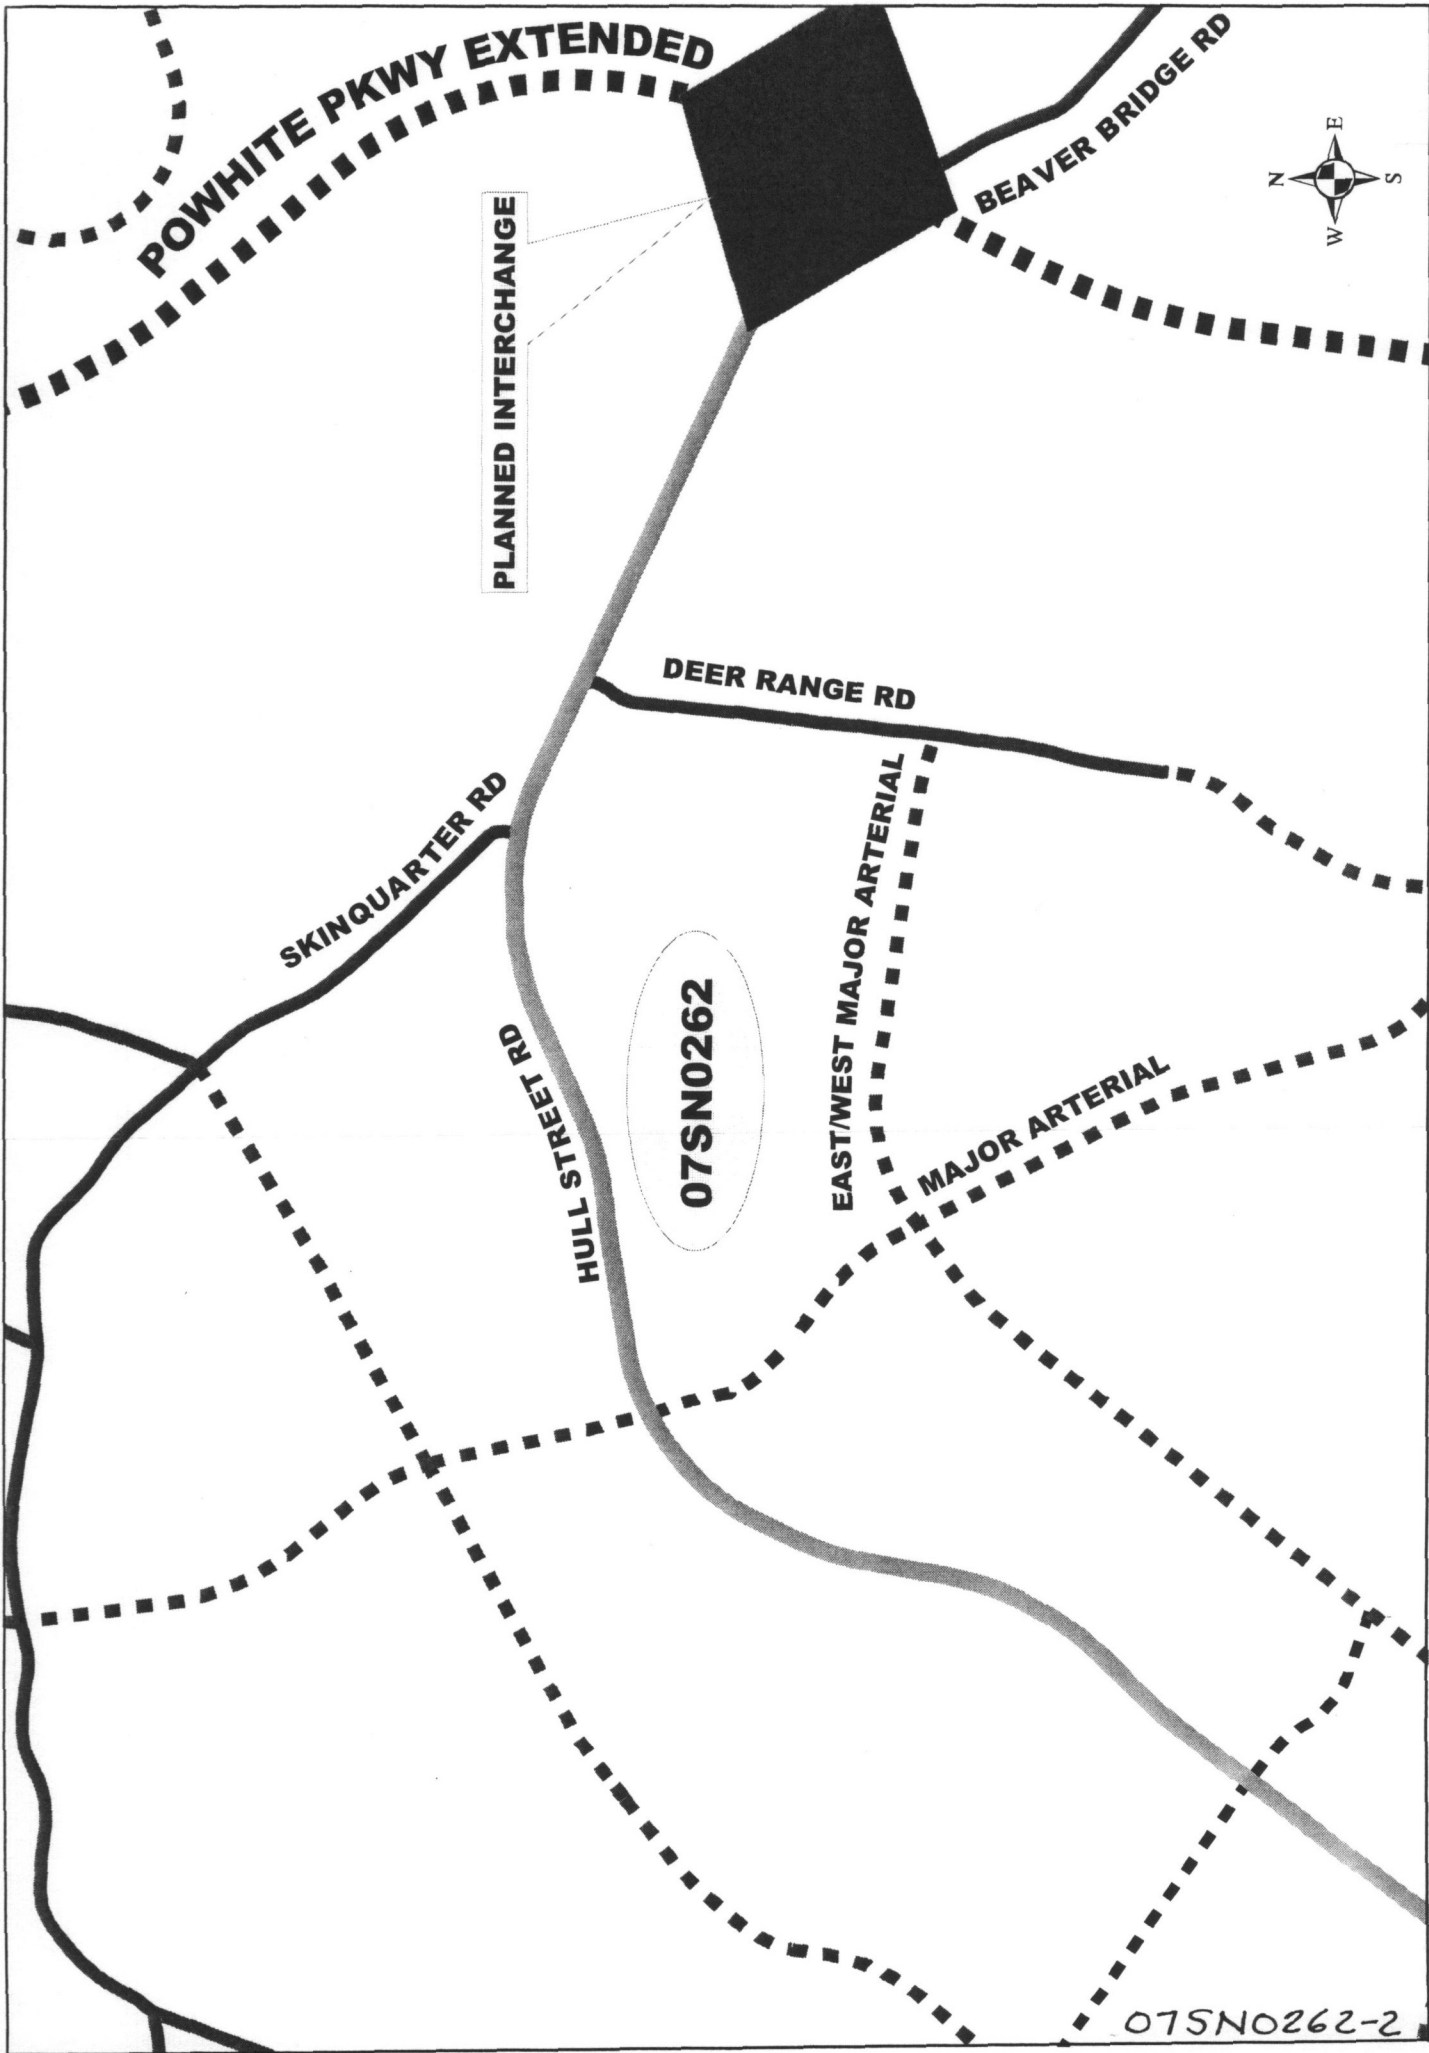 POWHITE PKWY EXTENDED
BEAVER BRIDGE RD
N
E
S
W
PLANNED INTERCHANGE
DEER RANGE RD
SKINQUARTER RD
EAST/WEST MAJOR ARTERIAL
HULL STREET RD
07SN0262
MAJOR ARTERIAL
07SN0262-2